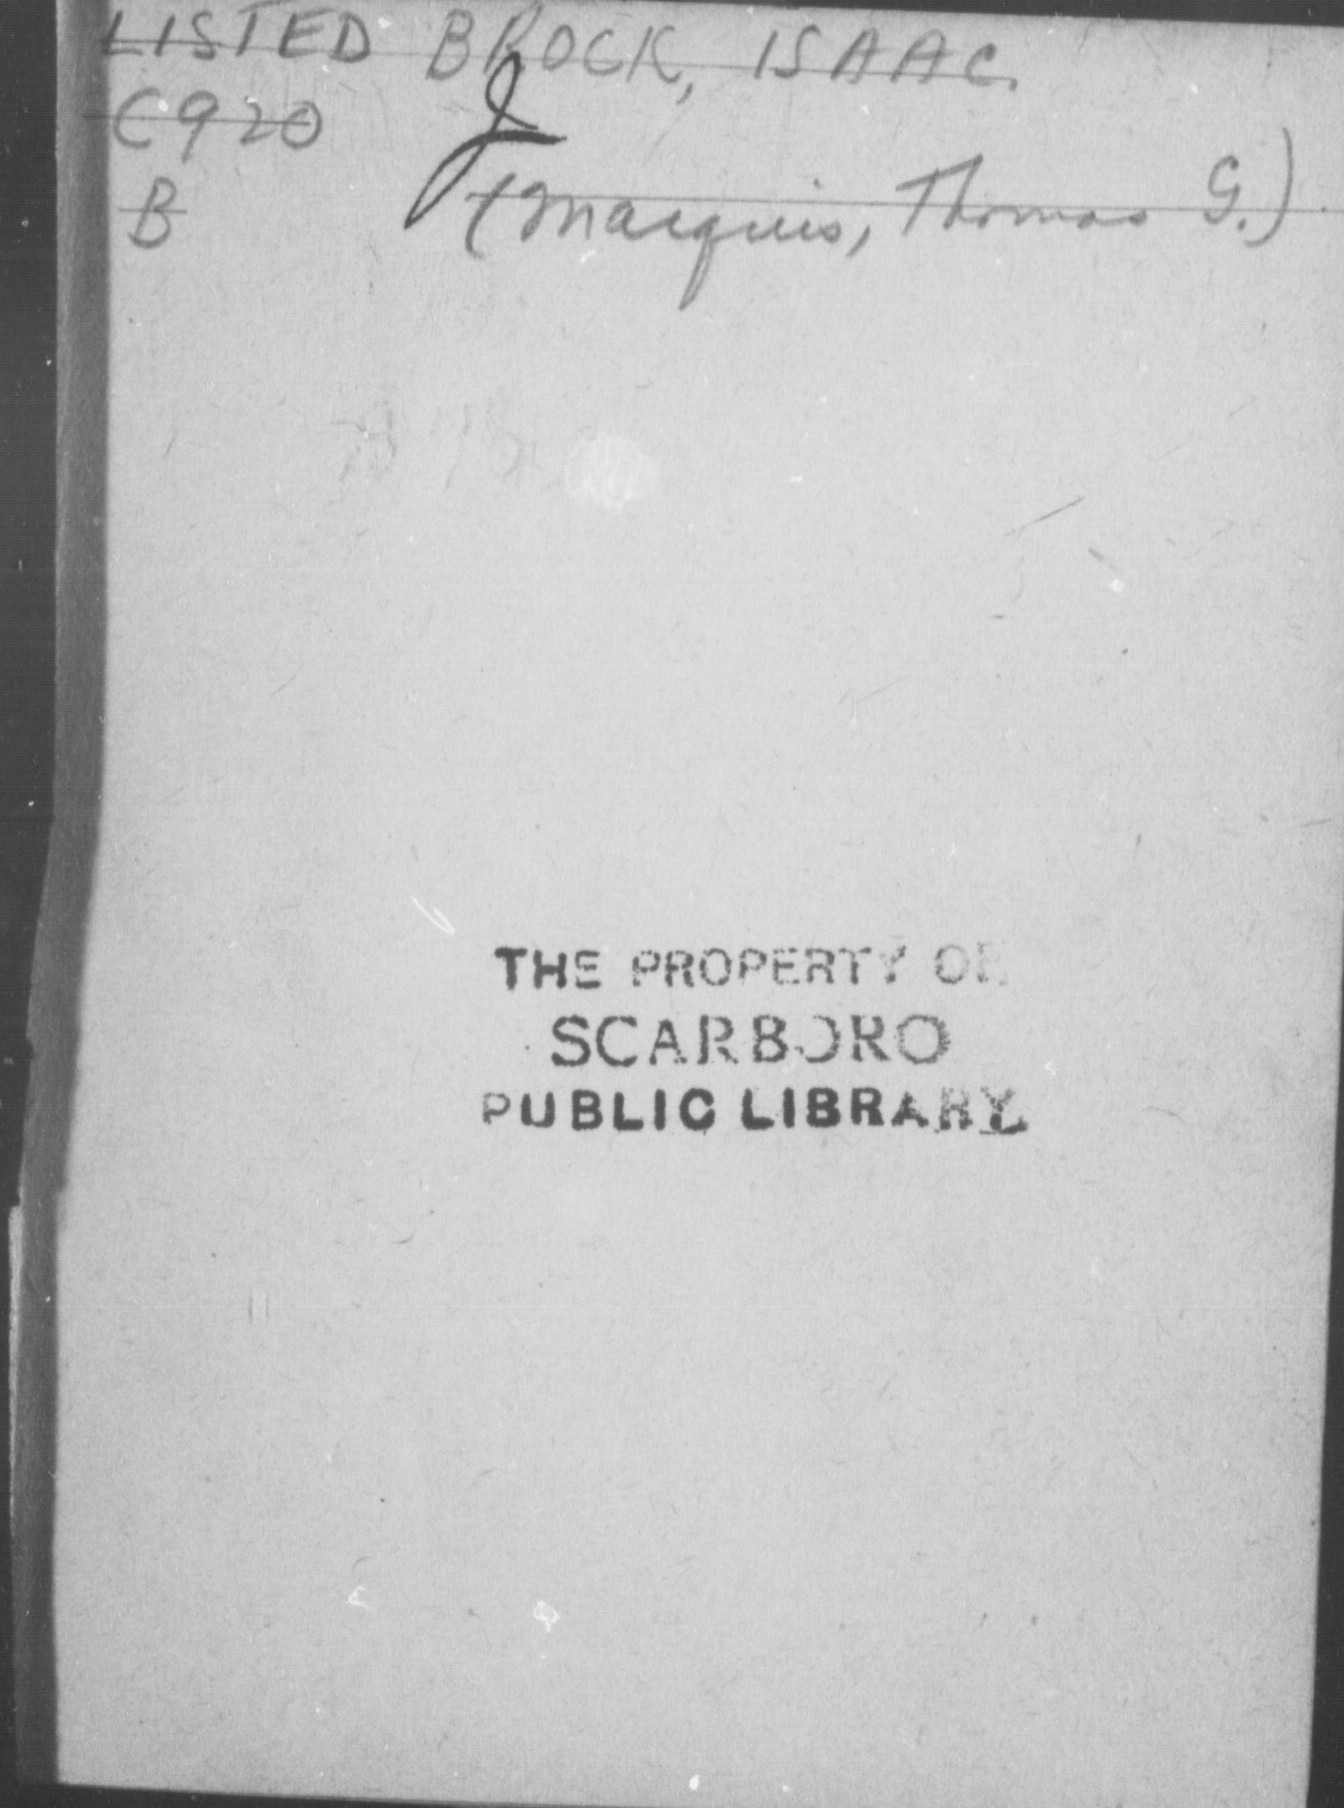 LISTED BROCK, ISAAC.
C920 J
B (Marquis, Thomas G.)
THE PROPERTY OF
SCARBORO
PUBLIC LIBRARY.